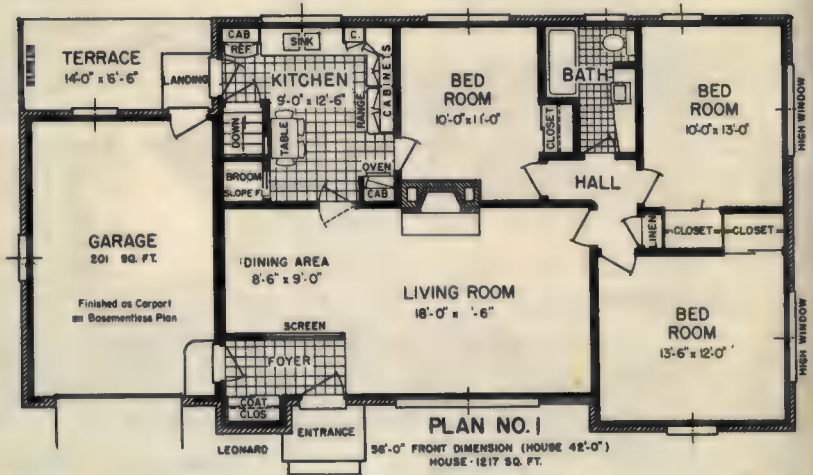 TERRACE
14'-0" x 6'-6"
LANDING
CAB
REF.
SINK
C.
CABINETS
KITCHEN
9'-0" x 12'-6"
RANGE
TABLE
DOWN
BROOM
SLOPE FL.
OVEN
CAB
BED
ROOM
10'-0" x 11'-0"
CLOSET
BATH
BED
ROOM
10'-0" x 13'-0"
HIGH WINDOW
HALL
LINEN
CLOSET
CLOSET
GARAGE
201 SQ. FT.
Finished as Carport
on Basementless Plan
DINING AREA
8'-6" x 9'-0"
LIVING ROOM
18'-0" x '-6"
SCREEN
FOYER
COAT
CLOS
ENTRANCE
BED
ROOM
13'-6" x 12'-0"
HIGH WINDOW
LEONARD
PLAN NO. 1
56'-0" FRONT DIMENSION (HOUSE 42'-0")
HOUSE - 1217 SQ. FT.